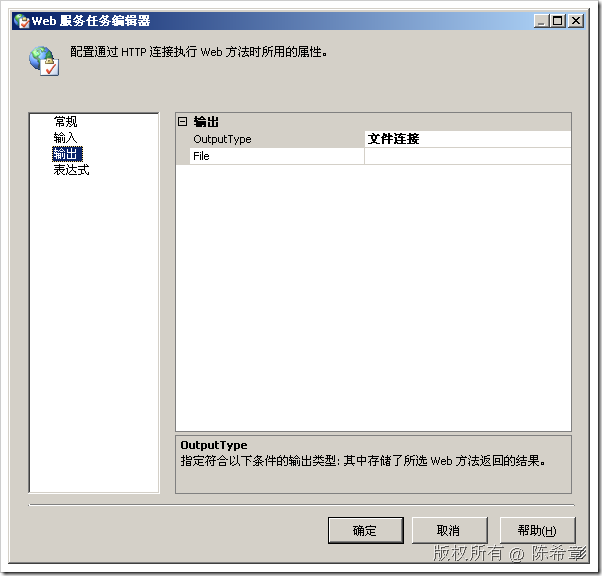 Web 服务任务编辑器
配置通过 HTTP 连接执行 Web 方法时所用的属性。
常规
输入
输出
表达式
输出
OutputType 文件连接
File
OutputType
指定符合以下条件的输出类型: 其中存储了所选 Web 方法返回的结果。
确定 取消 帮助(H)
版权所有 @ 陈希章